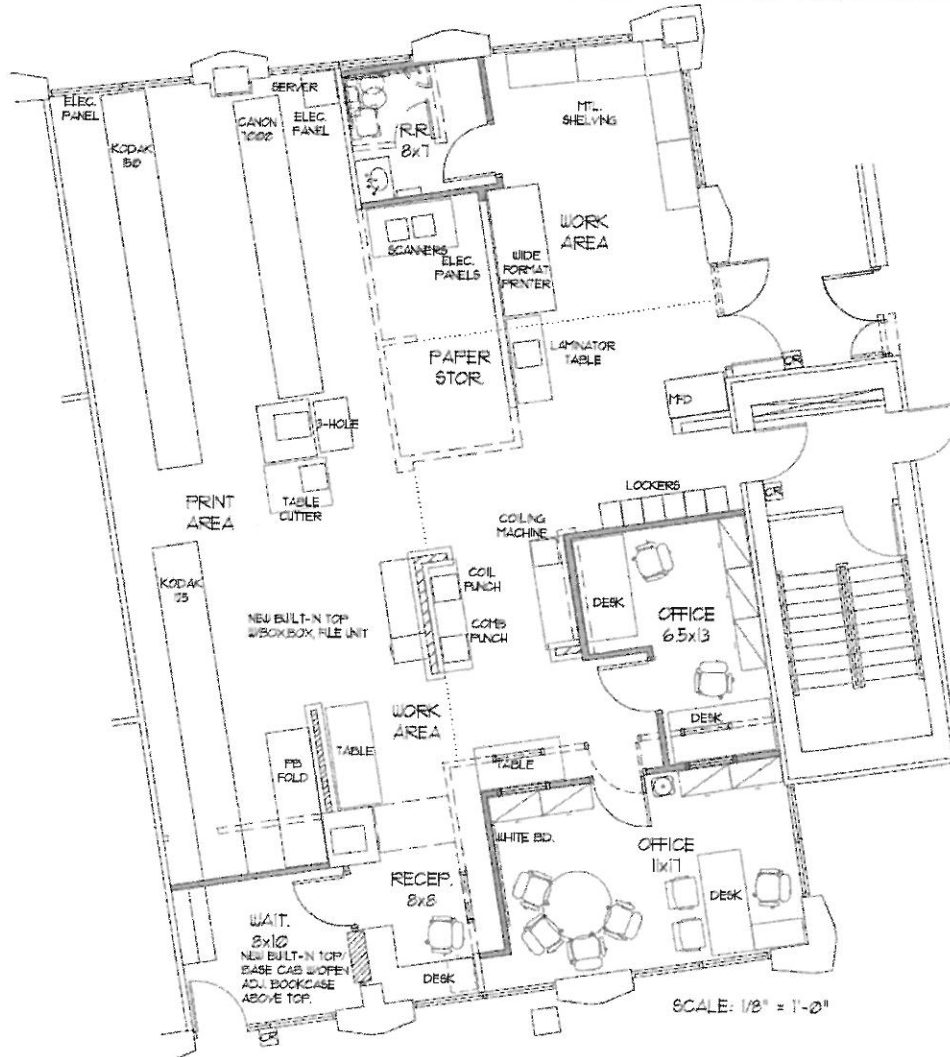 SERVER
ELEC.
PANEL
CANON
ELEC.
PANEL
KODAK
150
R.R.
8x7
MTL.
SHELVING
WORK
AREA
SCANNERS
ELEC.
PANELS
WIDE
FORMAT
PRINTER
PAPER
STOR.
LAMINATOR
TABLE
CR
MFD
3-HOLE
TABLE
CUTTER
PRINT
AREA
LOCKERS
CR
COILING
MACHINE
KODAK
COIL
PUNCH
DESK
OFFICE
6.5x13
NEW BUILT-IN TOP
W/BOX,BOX, FILE UNIT
COMB
PUNCH
WORK
AREA
DESK
TABLE
PB
FOLD
TABLE
WHITE BD.
OFFICE
11x17
RECEP.
8x8
DESK
WAIT.
8x10
NEW BUILT-IN TOP/
BASE CAB W/OPEN
ADJ. BOOKCASE
ABOVE TOP.
DESK
SCALE: 1/8" = 1'-0"
CR